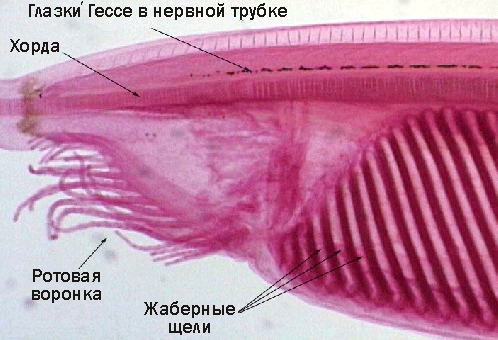 Глазки Гессе в нервной трубке
Хорда
Ротовая
воронка
Жаберные
щели